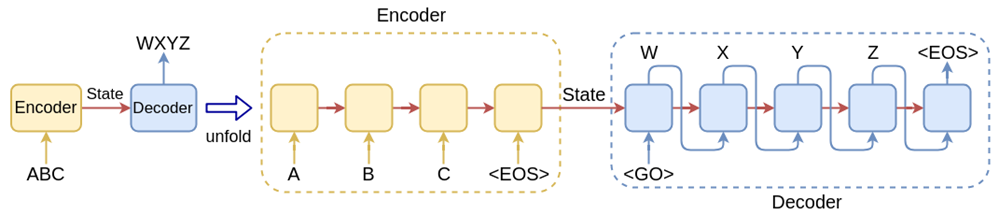 WXYZ
Encoder
State
Decoder
ABC
unfold
Encoder
A
B
C
<EOS>
State
W
X
Y
Z
<EOS>
<GO>
Decoder